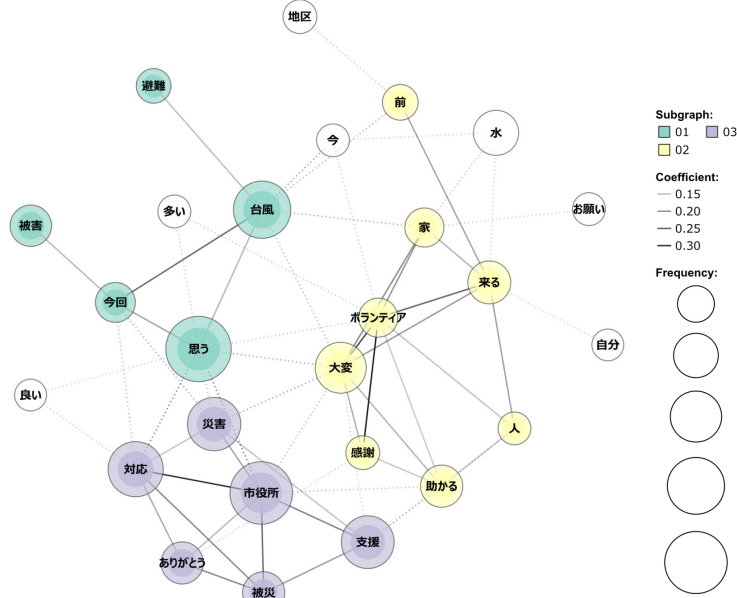 地区
避難
前
今
水
多い
台風
お願い
被害
家
今回
来る
ボランティア
思う
自分
大変
良い
災害
人
感謝
対応
市役所
助かる
支援
ありがとう
被災
Subgraph:
01 03
02
Coefficient:
0.15
0.20
0.25
0.30
Frequency: